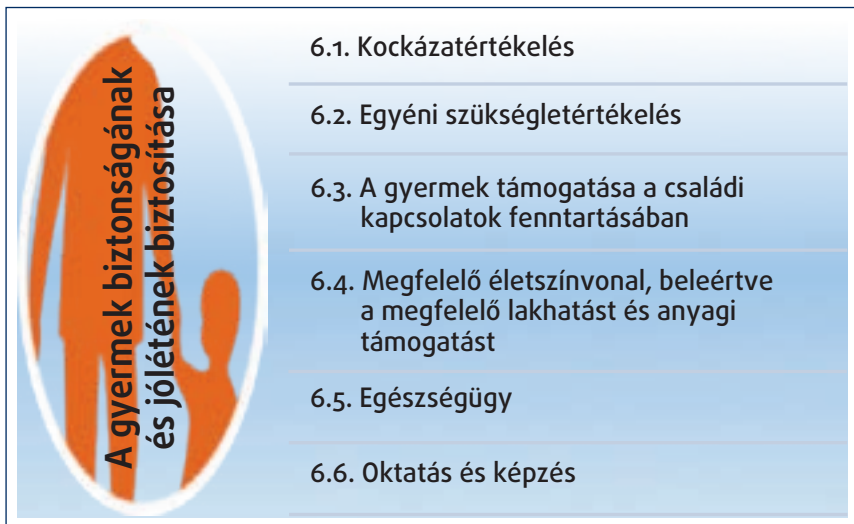 A gyermek biztonságának
és jólétének biztosítása
6.1. Kockázatértékelés
6.2. Egyéni szükségletértékelés
6.3. A gyermek támogatása a családi
kapcsolatok fenntartásában
6.4. Megfelelő életszínvonal, beleértve
a megfelelő lakhatást és anyagi
támogatást
6.5. Egészségügy
6.6. Oktatás és képzés